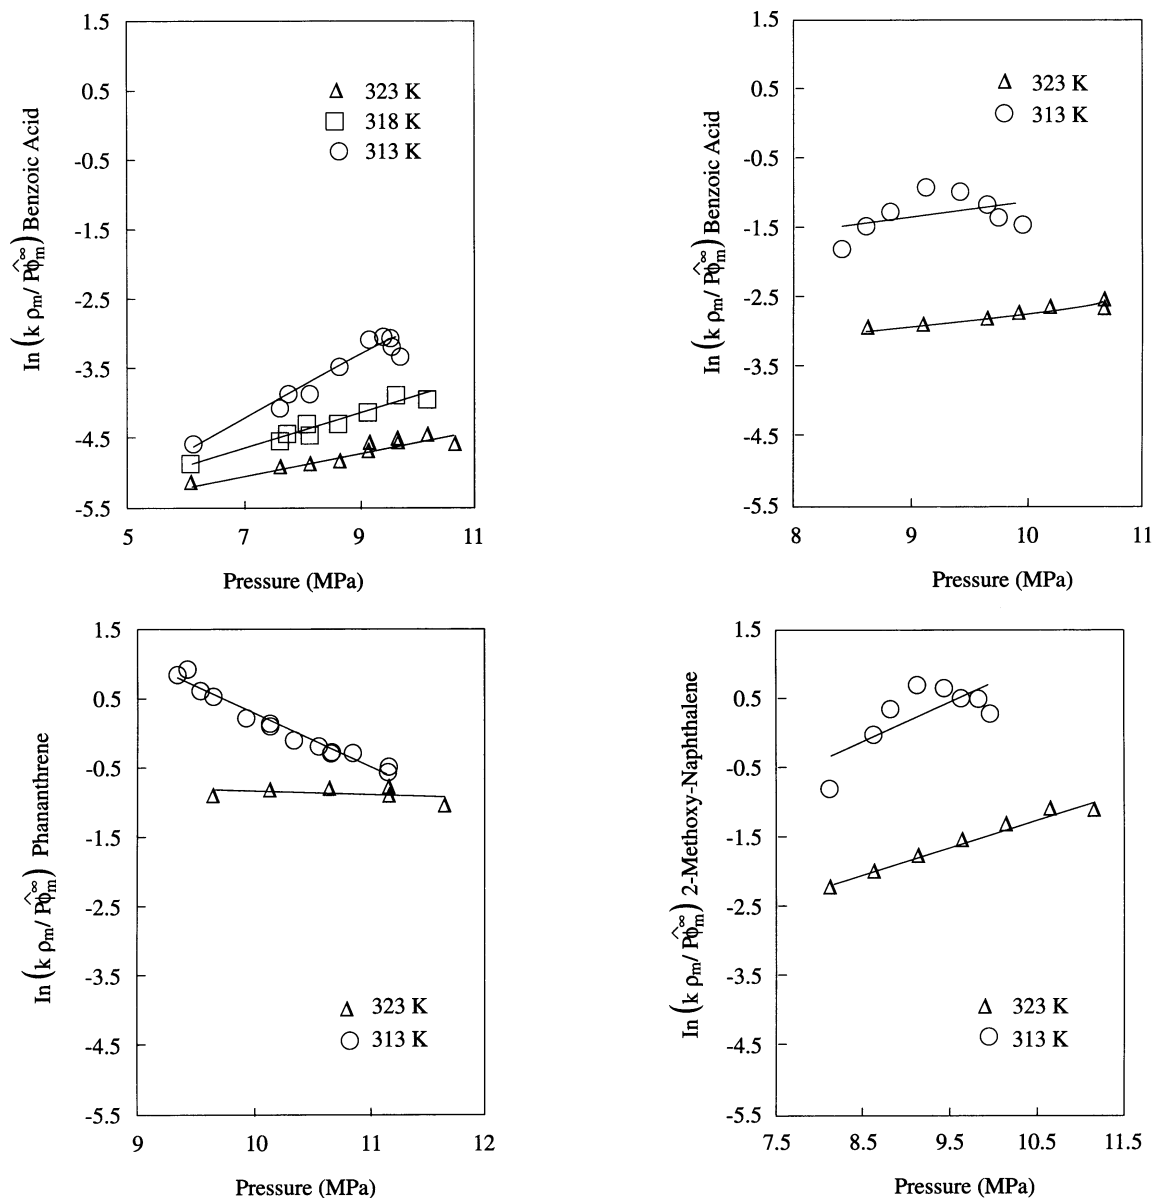 1.5
0.5
-0.5
-1.5
-2.5
-3.5
-4.5
-5.5
323 K
318 K
313 K
5 7 9 11
Pressure (MPa)
ln (k ρm/ Pφ̂m∞) Benzoic Acid
1.5
0.5
-0.5
-1.5
-2.5
-3.5
-4.5
-5.5
323 K
313 K
8 9 10 11
Pressure (MPa)
ln (k ρm/ Pφ̂m∞) Benzoic Acid
1.5
0.5
-0.5
-1.5
-2.5
-3.5
-4.5
-5.5
323 K
313 K
9 10 11 12
Pressure (MPa)
ln (k ρm/ Pφ̂m∞) Phananthrene
1.5
0.5
-0.5
-1.5
-2.5
-3.5
-4.5
-5.5
323 K
313 K
7.5 8.5 9.5 10.5 11.5
Pressure (MPa)
ln (k ρm/ Pφ̂m∞) 2-Methoxy-Naphthalene